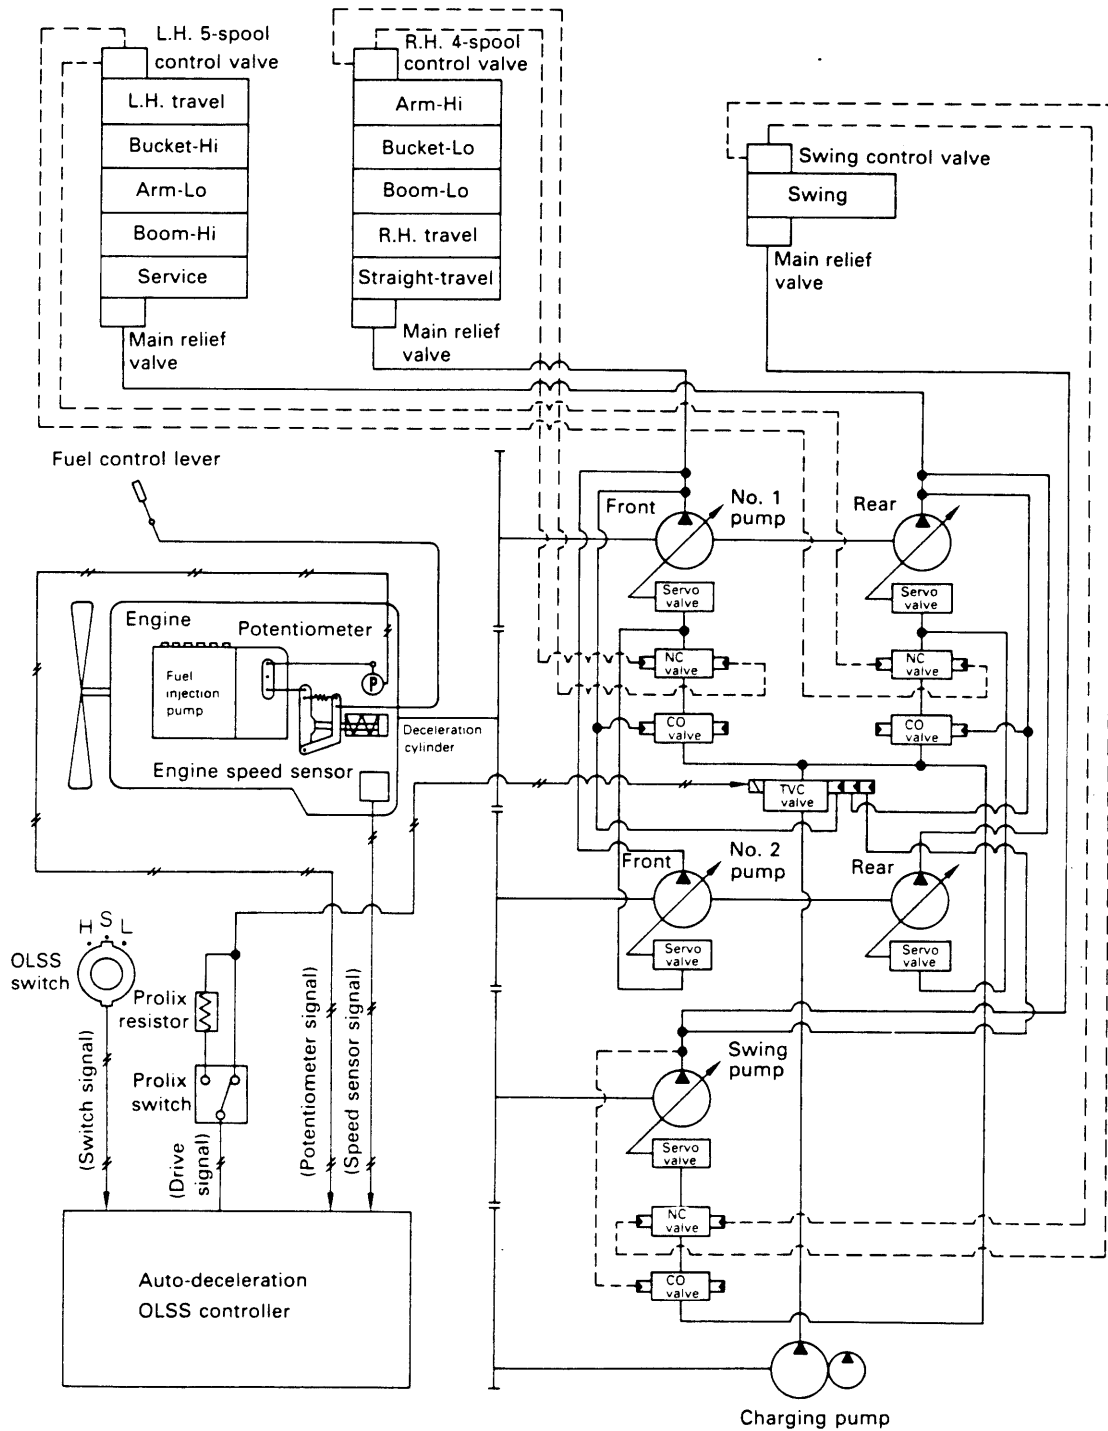 L.H. 5-spool
control valve
L.H. travel
Bucket-Hi
Arm-Lo
Boom-Hi
Service
Main relief
valve
R.H. 4-spool
control valve
Arm-Hi
Bucket-Lo
Boom-Lo
R.H. travel
Straight-travel
Main relief
valve
Swing control valve
Swing
Main relief
valve
Fuel control lever
Front
No. 1
pump
Rear
Servo
valve
Servo
valve
Engine
Potentiometer
Fuel
injection
pump
P
NC
valve
NC
valve
CO
valve
CO
valve
Deceleration
cylinder
Engine speed sensor
TVC
valve
Front
No. 2
pump
Rear
Servo
valve
Servo
valve
H S L
OLSS
switch
Prolix
resistor
Prolix
switch
(Switch signal)
(Drive
signal)
(Potentiometer signal)
(Speed sensor signal)
Swing
pump
Servo
valve
NC
valve
CO
valve
Auto-deceleration
OLSS controller
Charging pump